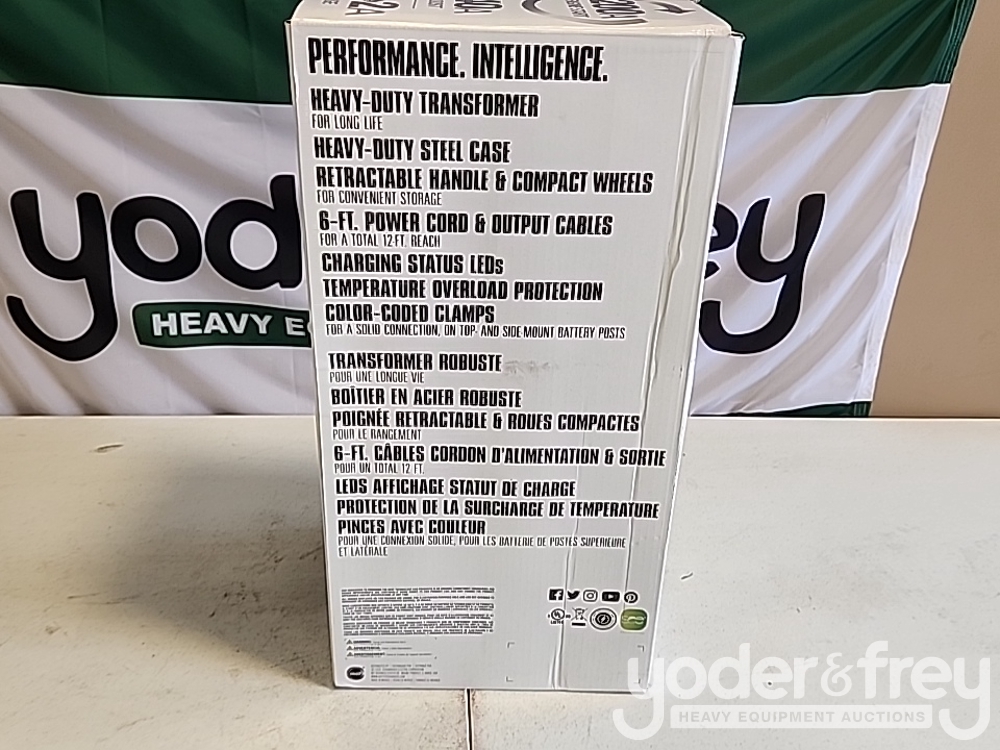 PERFORMANCE. INTELLIGENCE.
HEAVY-DUTY TRANSFORMER
FOR LONG LIFE
HEAVY-DUTY STEEL CASE
RETRACTABLE HANDLE & COMPACT WHEELS
FOR CONVENIENT STORAGE
6-FT. POWER CORD & OUTPUT CABLES
FOR A TOTAL 12-FT. REACH
CHARGING STATUS LEDs
TEMPERATURE OVERLOAD PROTECTION
COLOR-CODED CLAMPS
FOR A SOLID CONNECTION, ON TOP- AND SIDE-MOUNT BATTERY POSTS
TRANSFORMER ROBUSTE
POUR UNE LONGUE VIE
BOÎTIER EN ACIER ROBUSTE
POIGNÉE RETRACTABLE & ROUES COMPACTES
POUR LE RANGEMENT
6-FT. CÂBLES CORDON D'ALIMENTATION & SORTIE
POUR UN TOTAL 12 FT.
LEDS AFFICHAGE STATUT DE CHARGE
PROTECTION DE LA SURCHARGE DE TEMPERATURE
PINCES AVEC COULEUR
POUR UNE CONNEXION SOLIDE, POUR LES BATTERIE DE POSTES SUPERIEURE
ET LATÉRALE
yoder
HEAVY
ey
yoder&frey
HEAVY EQUIPMENT AUCTIONS